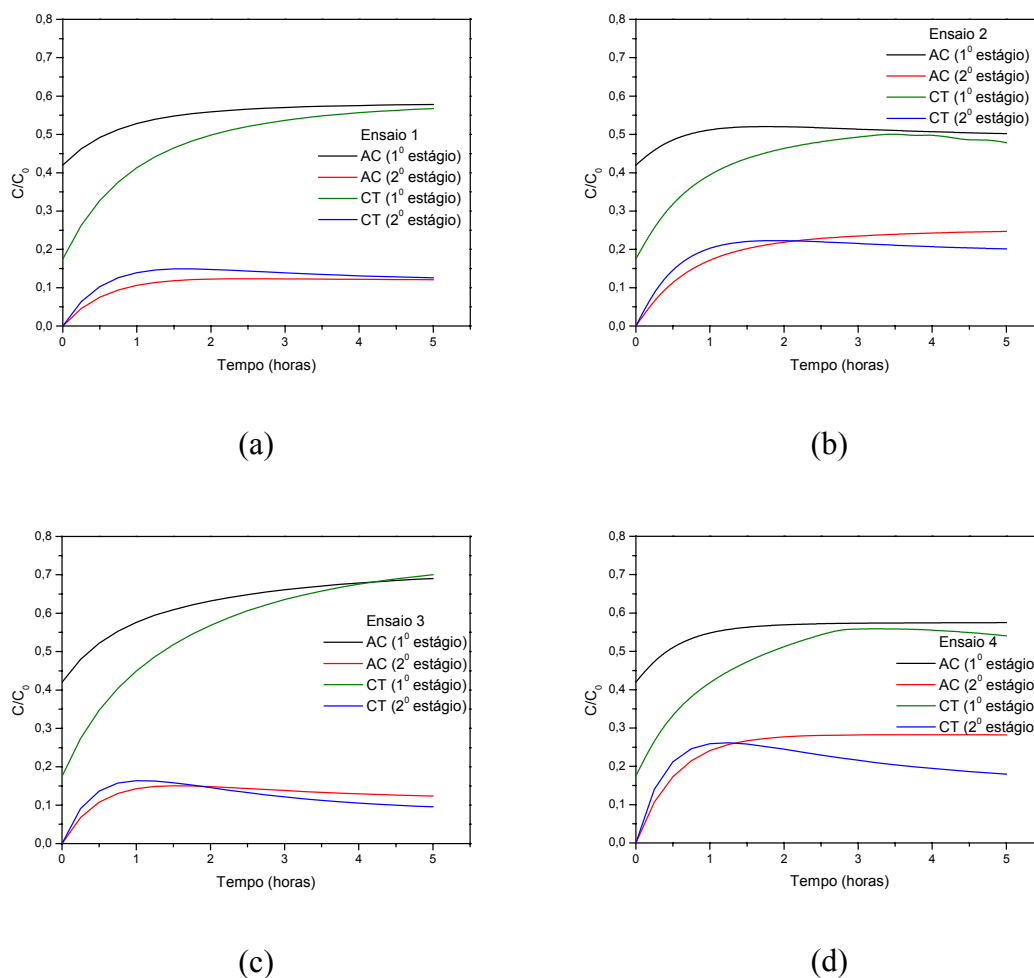 0,8
0,7
0,6
0,5
0,4
0,3
0,2
0,1
0,0
C/C₀
Ensaio 1
AC (1⁰ estágio)
AC (2⁰ estágio)
CT (1⁰ estágio)
CT (2⁰ estágio)
0 1 2 3 4 5
Tempo (horas)
(a)
0,8
0,7
0,6
0,5
0,4
0,3
0,2
0,1
0,0
C/C₀
Ensaio 2
AC (1⁰ estágio)
AC (2⁰ estágio)
CT (1⁰ estágio)
CT (2⁰ estágio)
0 1 2 3 4 5
Tempo (horas)
(b)
0,8
0,7
0,6
0,5
0,4
0,3
0,2
0,1
0,0
C/C₀
Ensaio 3
AC (1⁰ estágio)
AC (2⁰ estágio)
CT (1⁰ estágio)
CT (2⁰ estágio)
0 1 2 3 4 5
Tempo (horas)
(c)
0,8
0,7
0,6
0,5
0,4
0,3
0,2
0,1
0,0
C/C₀
Ensaio 4
AC (1⁰ estágio
AC (2⁰ estágio
CT (1⁰ estágio
CT (2⁰ estágio
0 1 2 3 4 5
Tempo (horas)
(d)